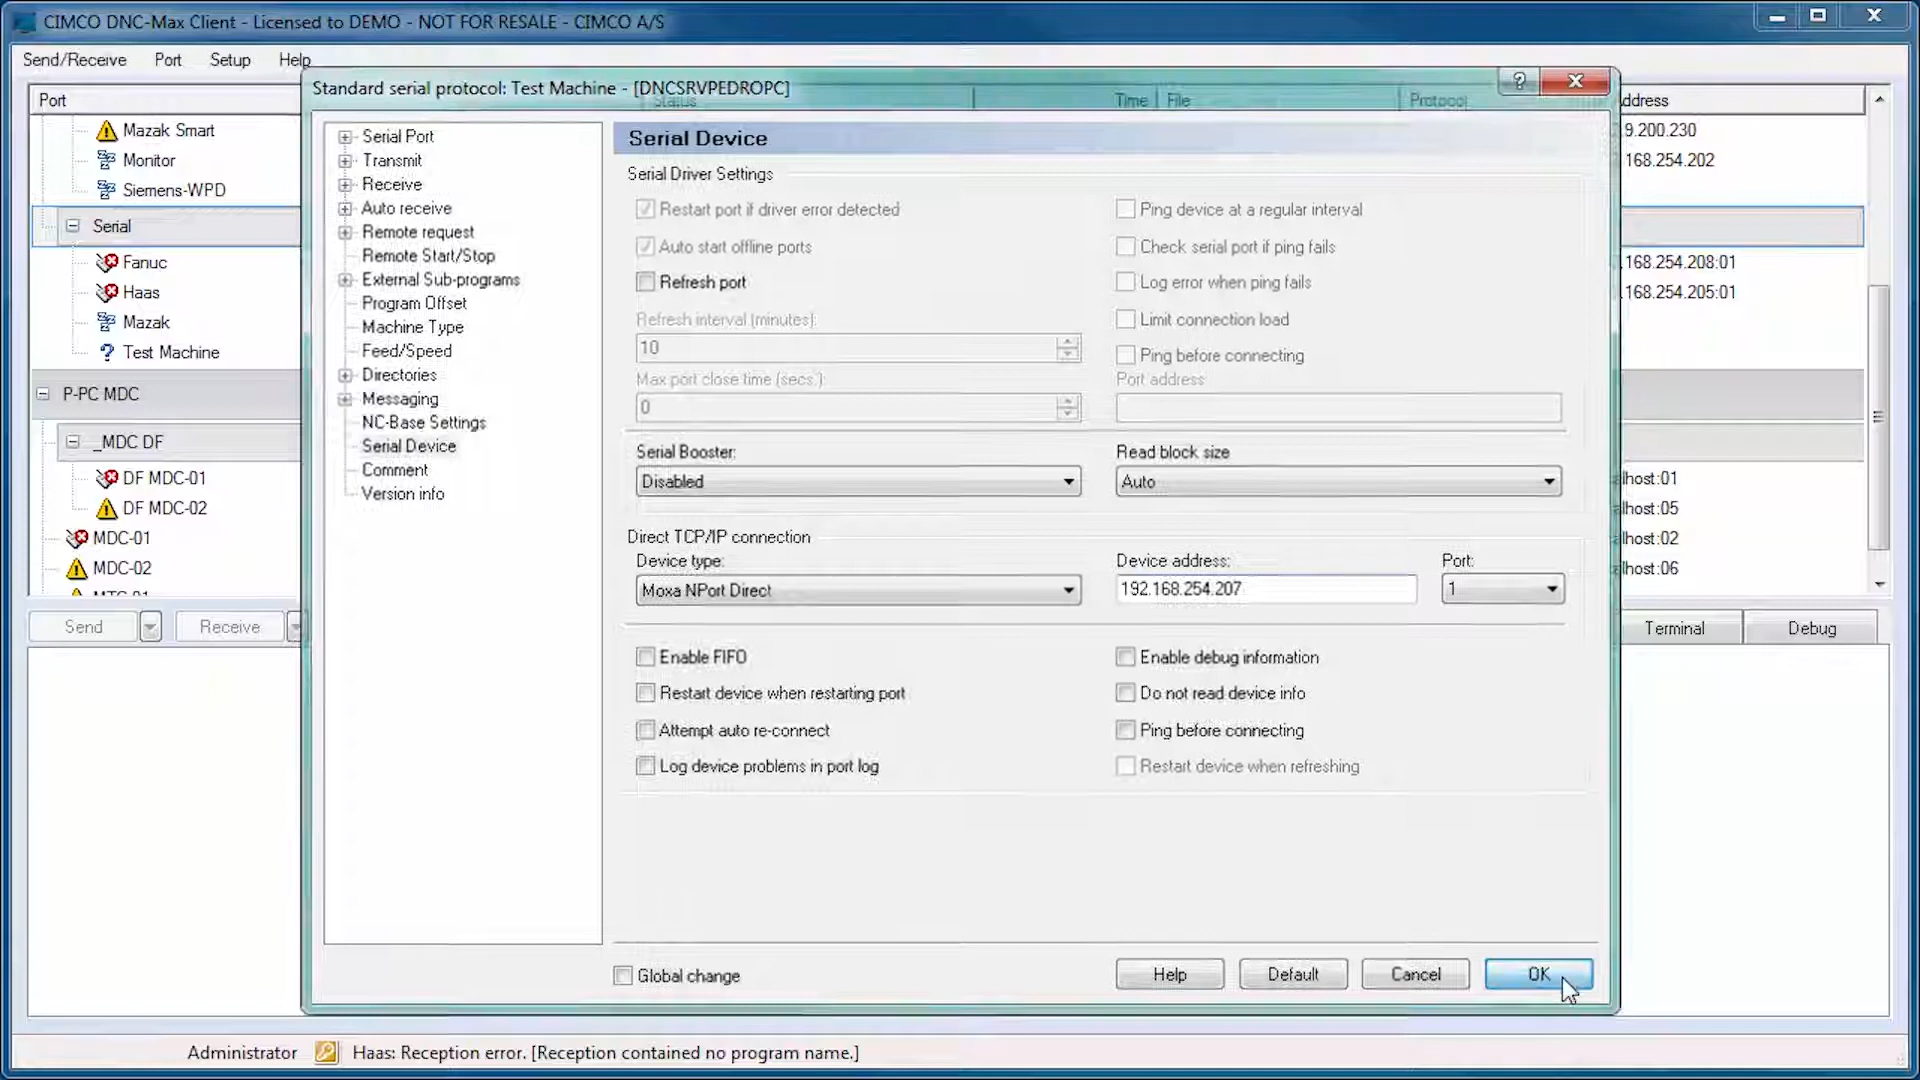 CIMCO DNC-Max Client - Licensed to DEMO - NOT FOR RESALE - CIMCO A/S
Send/Receive Port Setup Help
Port
Status Time File Protocol
ddress
Mazak Smart
Monitor
Siemens-WPD
Serial
Fanuc
Haas
Mazak
Test Machine
P-PC MDC
_MDC DF
DF MDC-01
DF MDC-02
MDC-01
MDC-02
Send Receive
Standard serial protocol: Test Machine - [DNCSRVPEDROPC]
?
Serial Port
Transmit
Receive
Auto receive
Remote request
Remote Start/Stop
External Sub-programs
Program Offset
Machine Type
Feed/Speed
Directories
Messaging
NC-Base Settings
Serial Device
Comment
Version info
Serial Device
Serial Driver Settings
Restart port if driver error detected
Auto start offline ports
Refresh port
Refresh interval (minutes):
10
Max port close time (secs.):
0
Ping device at a regular interval
Check serial port if ping fails
Log error when ping fails
Limit connection load
Ping before connecting
Port address
Serial Booster:
Disabled
Read block size
Auto
Direct TCP/IP connection
Device type:
Moxa NPort Direct
Device address:
192.168.254.207
Port:
1
Enable FIFO
Restart device when restarting port
Attempt auto re-connect
Log device problems in port log
Enable debug information
Do not read device info
Ping before connecting
Restart device when refreshing
Global change
Help Default Cancel OK
9.200.230
168.254.202
.168.254.208:01
.168.254.205:01
alhost:01
alhost:05
alhost:02
alhost:06
Terminal Debug
Administrator Haas: Reception error. [Reception contained no program name.]